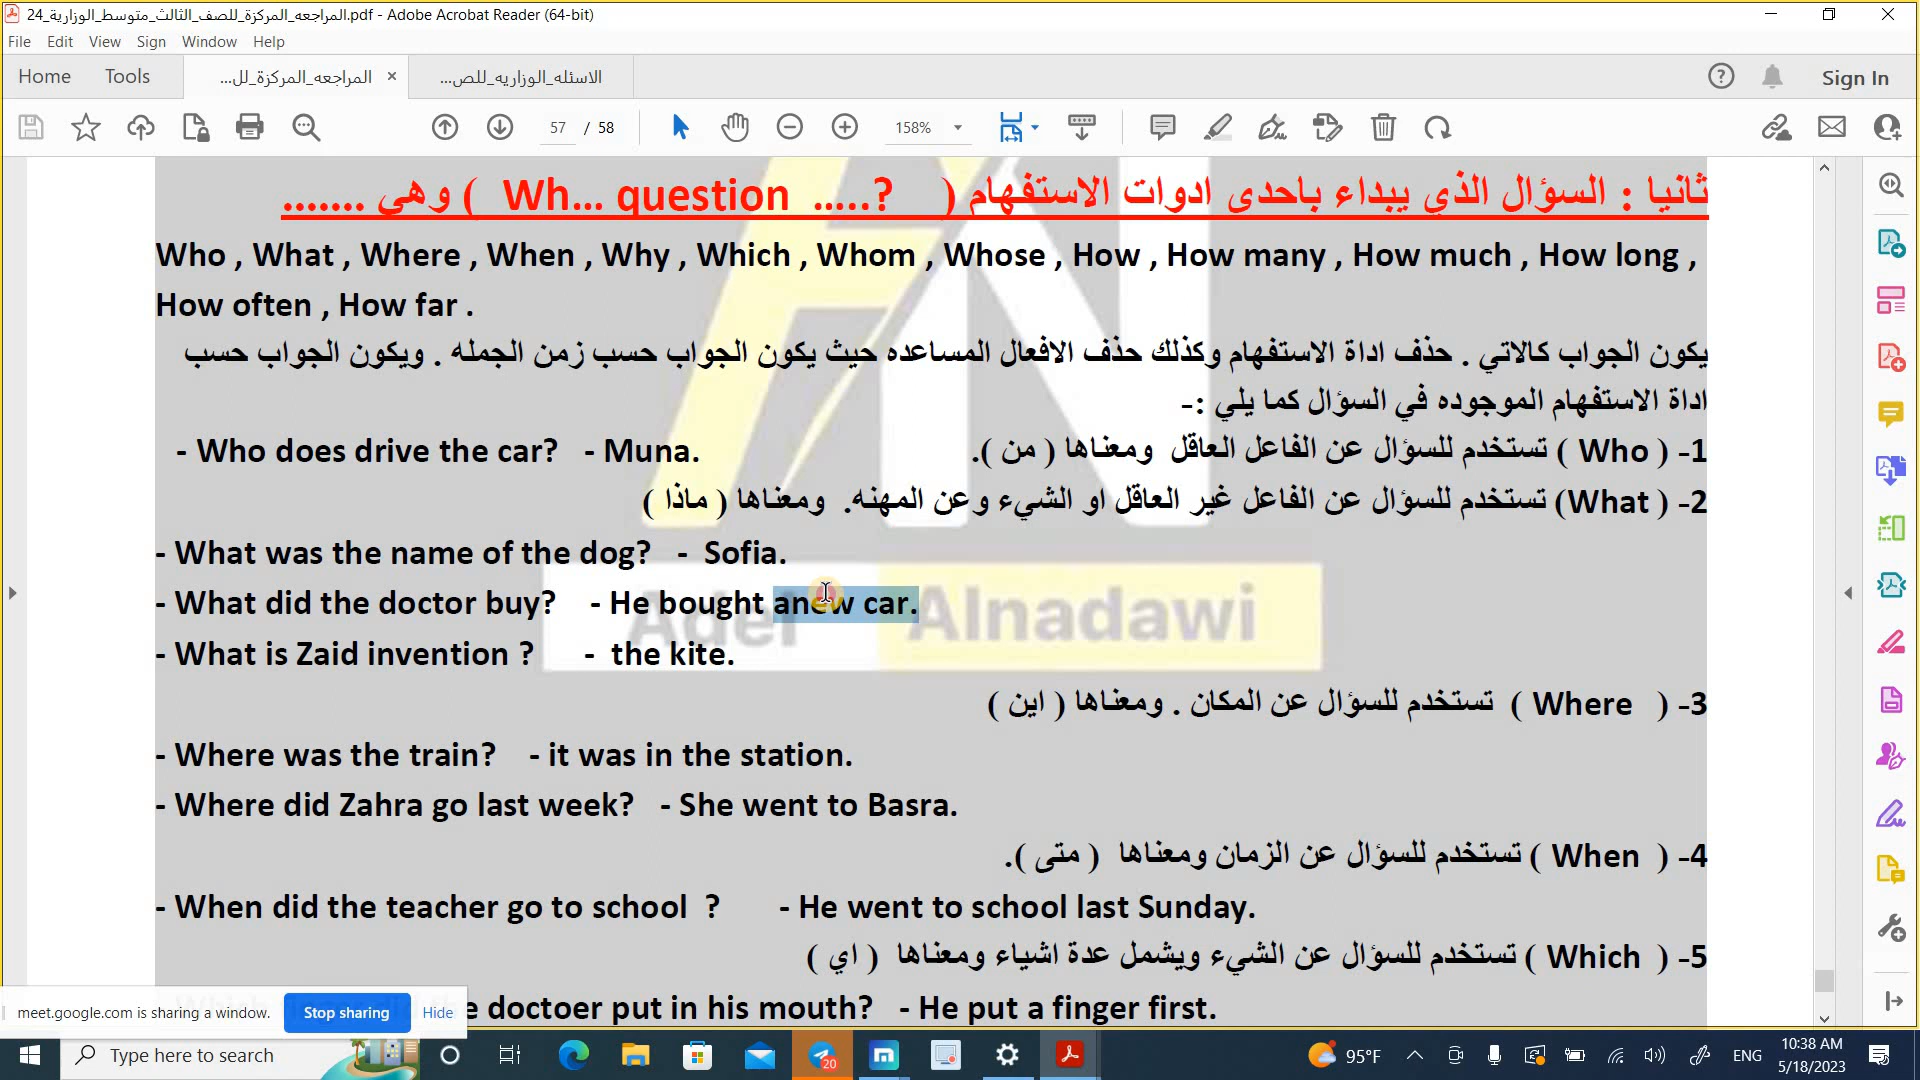 المراجعه_المركزة_للصف_الثالث_متوسط_الوزارية_24.pdf - Adobe Acrobat Reader (64-bit)
File Edit View Sign Window Help
Home Tools المراجعه_المركزة_لل... × الاسئله_الوزاريه_للص... Sign In
57 / 58 158%
ثانيا : السؤال الذي يبداء باحدى ادوات الاستفهام ( Wh... question .....? ) وهي .......
Who , What , Where , When , Why , Which , Whom , Whose , How , How many , How much , How long ,
How often , How far .
يكون الجواب كالاتي . حذف اداة الاستفهام وكذلك حذف الافعال المساعده حيث يكون الجواب حسب زمن الجمله . ويكون الجواب حسب
اداة الاستفهام الموجوده في السؤال كما يلي :-
1- ( Who ) تستخدم للسؤال عن الفاعل العاقل ومعناها ( من ). - Who does drive the car? - Muna.
2- ( What) تستخدم للسؤال عن الفاعل غير العاقل او الشيء وعن المهنه. ومعناها ( ماذا )
- What was the name of the dog? - Sofia.
- What did the doctor buy? - He bought anew car.
- What is Zaid invention ? - the kite.
Adel Alnadawi
3- ( Where ) تستخدم للسؤال عن المكان . ومعناها ( اين )
- Where was the train? - it was in the station.
- Where did Zahra go last week? - She went to Basra.
4- ( When ) تستخدم للسؤال عن الزمان ومعناها ( متى ).
- When did the teacher go to school ? - He went to school last Sunday.
5- ( Which ) تستخدم للسؤال عن الشيء ويشمل عدة اشياء ومعناها ( اي )
doctoer put in his mouth? - He put a finger first.
meet.google.com is sharing a window. Stop sharing Hide
Type here to search 20 95°F ENG 10:38 AM
5/18/2023